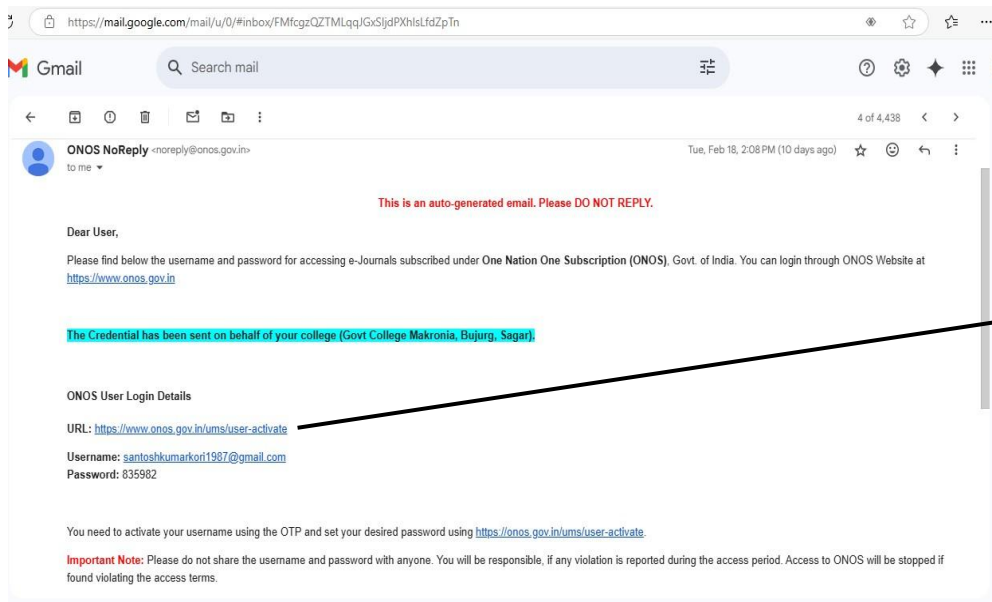 https://mail.google.com/mail/u/0/#inbox/FMfcgzQZTMLqqJGxSljdPXhlsLfdZpTn
Gmail
Search mail
4 of 4,438
ONOS NoReply <noreply@onos.gov.in>
Tue, Feb 18, 2:08 PM (10 days ago)
to me
This is an auto-generated email. Please DO NOT REPLY.
Dear User,
Please find below the username and password for accessing e-Journals subscribed under One Nation One Subscription (ONOS), Govt. of India. You can login through ONOS Website at
https://www.onos.gov.in
The Credential has been sent on behalf of your college (Govt College Makronia, Bujurg, Sagar).
ONOS User Login Details
URL: https://www.onos.gov.in/ums/user-activate
Username: santoshkumarkori1987@gmail.com
Password: 835982
You need to activate your username using the OTP and set your desired password using https://onos.gov.in/ums/user-activate.
Important Note: Please do not share the username and password with anyone. You will be responsible, if any violation is reported during the access period. Access to ONOS will be stopped if
found violating the access terms.